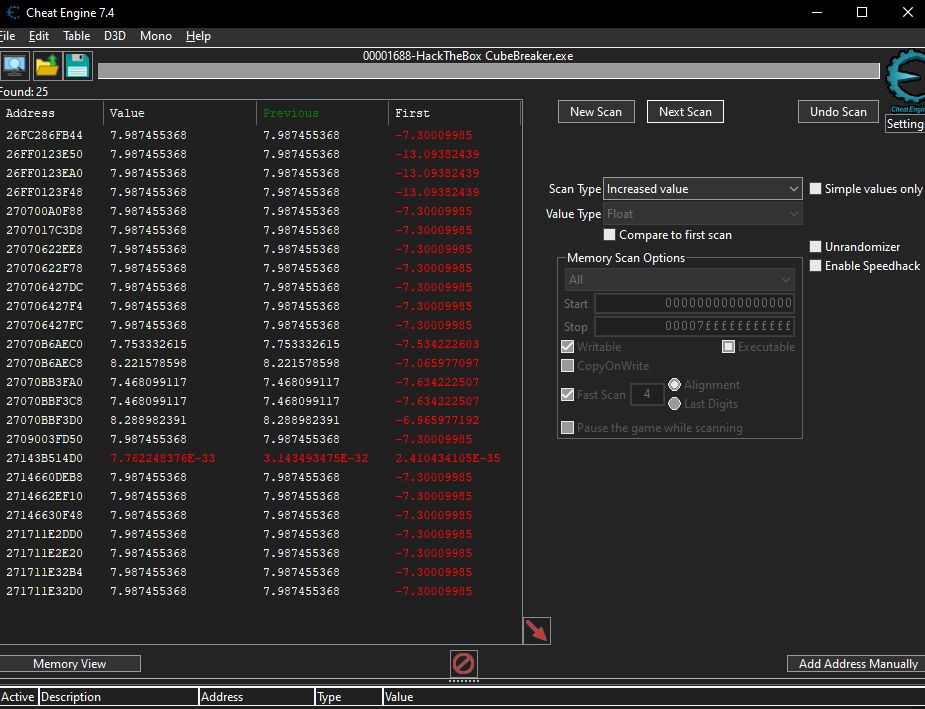 Cheat Engine 7.4
File Edit Table D3D Mono Help
00001688-HackTheBox CubeBreaker.exe
Found: 25
Cheat Engine
Settings
Address Value Previous First
26FC286FB44 7.987455368 7.987455368 -7.30009985
26FF0123E50 7.987455368 7.987455368 -13.09382439
26FF0123EA0 7.987455368 7.987455368 -13.09382439
26FF0123F48 7.987455368 7.987455368 -13.09382439
270700A0F88 7.987455368 7.987455368 -7.30009985
2707017C3D8 7.987455368 7.987455368 -7.30009985
27070622EE8 7.987455368 7.987455368 -7.30009985
27070622F78 7.987455368 7.987455368 -7.30009985
270706427DC 7.987455368 7.987455368 -7.30009985
270706427F4 7.987455368 7.987455368 -7.30009985
270706427FC 7.987455368 7.987455368 -7.30009985
27070B6AEC0 7.753332615 7.753332615 -7.534222603
27070B6AEC8 8.221578598 8.221578598 -7.065977097
27070BB3FA0 7.468099117 7.468099117 -7.634222507
27070BBF3C8 7.468099117 7.468099117 -7.634222507
27070BBF3D0 8.288982391 8.288982391 -6.965977192
2709003FD50 7.987455368 7.987455368 -7.30009985
27143B514D0 7.762248376E-33 3.143493475E-32 2.410434105E-35
2714660DEB8 7.987455368 7.987455368 -7.30009985
2714662EF10 7.987455368 7.987455368 -7.30009985
27146630F48 7.987455368 7.987455368 -7.30009985
271711E2DD0 7.987455368 7.987455368 -7.30009985
271711E2E20 7.987455368 7.987455368 -7.30009985
271711E32B4 7.987455368 7.987455368 -7.30009985
271711E32D0 7.987455368 7.987455368 -7.30009985
New Scan Next Scan Undo Scan
Scan Type Increased value Simple values only
Value Type Float
Compare to first scan
Unrandomizer
Enable Speedhack
Memory Scan Options
All
Start 0000000000000000
Stop 00007fffffffffff
Writable Executable
CopyOnWrite
Fast Scan 4 Alignment
Last Digits
Pause the game while scanning
Memory View Add Address Manually
Active Description Address Type Value